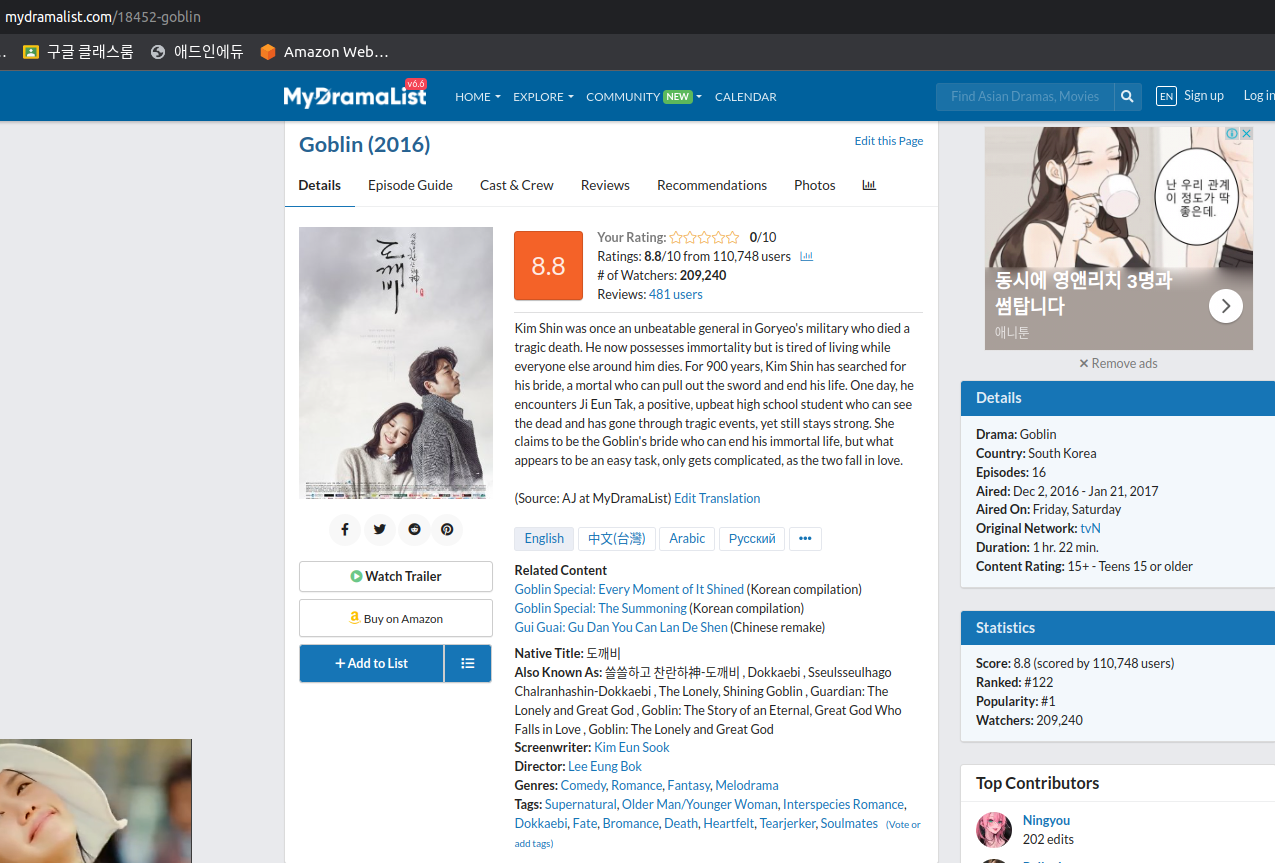 mydramalist.com/18452-goblin
구글 클래스룸 애드인에듀 Amazon Web…
MyDramaList v6.6 HOME EXPLORE COMMUNITY NEW CALENDAR Find Asian Dramas, Movies EN Sign up Log in
Goblin (2016) Edit this Page
Details Episode Guide Cast & Crew Reviews Recommendations Photos
도깨비
8.8
Your Rating: 0/10
Ratings: 8.8/10 from 110,748 users
# of Watchers: 209,240
Reviews: 481 users
Kim Shin was once an unbeatable general in Goryeo's military who died a
tragic death. He now possesses immortality but is tired of living while
everyone else around him dies. For 900 years, Kim Shin has searched for
his bride, a mortal who can pull out the sword and end his life. One day, he
encounters Ji Eun Tak, a positive, upbeat high school student who can see
the dead and has gone through tragic events, yet still stays strong. She
claims to be the Goblin's bride who can end his immortal life, but what
appears to be an easy task, only gets complicated, as the two fall in love.
(Source: AJ at MyDramaList) Edit Translation
English 中文(台灣) Arabic Русский •••
Related Content
Goblin Special: Every Moment of It Shined (Korean compilation)
Goblin Special: The Summoning (Korean compilation)
Gui Guai: Gu Dan You Can Lan De Shen (Chinese remake)
Native Title: 도깨비
Also Known As: 쓸쓸하고 찬란하神-도깨비 , Dokkaebi , Sseulsseulhago
Chalranhashin-Dokkaebi , The Lonely, Shining Goblin , Guardian: The
Lonely and Great God , Goblin: The Story of an Eternal, Great God Who
Falls in Love , Goblin: The Lonely and Great God
Screenwriter: Kim Eun Sook
Director: Lee Eung Bok
Genres: Comedy, Romance, Fantasy, Melodrama
Tags: Supernatural, Older Man/Younger Woman, Interspecies Romance,
Dokkaebi, Fate, Bromance, Death, Heartfelt, Tearjerker, Soulmates (Vote or
add tags)
Watch Trailer
Buy on Amazon
+ Add to List
난 우리 관계
이 정도가 딱
좋은데.
동시에 영앤리치 3명과
썸탑니다
애니툰
× Remove ads
Details
Drama: Goblin
Country: South Korea
Episodes: 16
Aired: Dec 2, 2016 - Jan 21, 2017
Aired On: Friday, Saturday
Original Network: tvN
Duration: 1 hr. 22 min.
Content Rating: 15+ - Teens 15 or older
Statistics
Score: 8.8 (scored by 110,748 users)
Ranked: #122
Popularity: #1
Watchers: 209,240
Top Contributors
Ningyou
202 edits